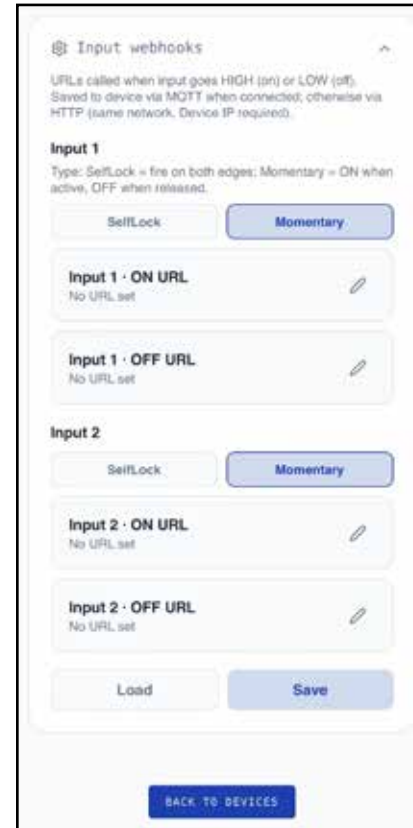 Input webhooks
URLs called when input goes HIGH (on) or LOW (off).
Saved to device via MQTT when connected; otherwise via
HTTP (same network, Device IP required).
Input 1
Type: SelfLock = fire on both edges; Momentary = ON when
active, OFF when released.
SelfLock Momentary
Input 1 · ON URL
No URL set
Input 1 · OFF URL
No URL set
Input 2
SelfLock Momentary
Input 2 · ON URL
No URL set
Input 2 · OFF URL
No URL set
Load Save
BACK TO DEVICES